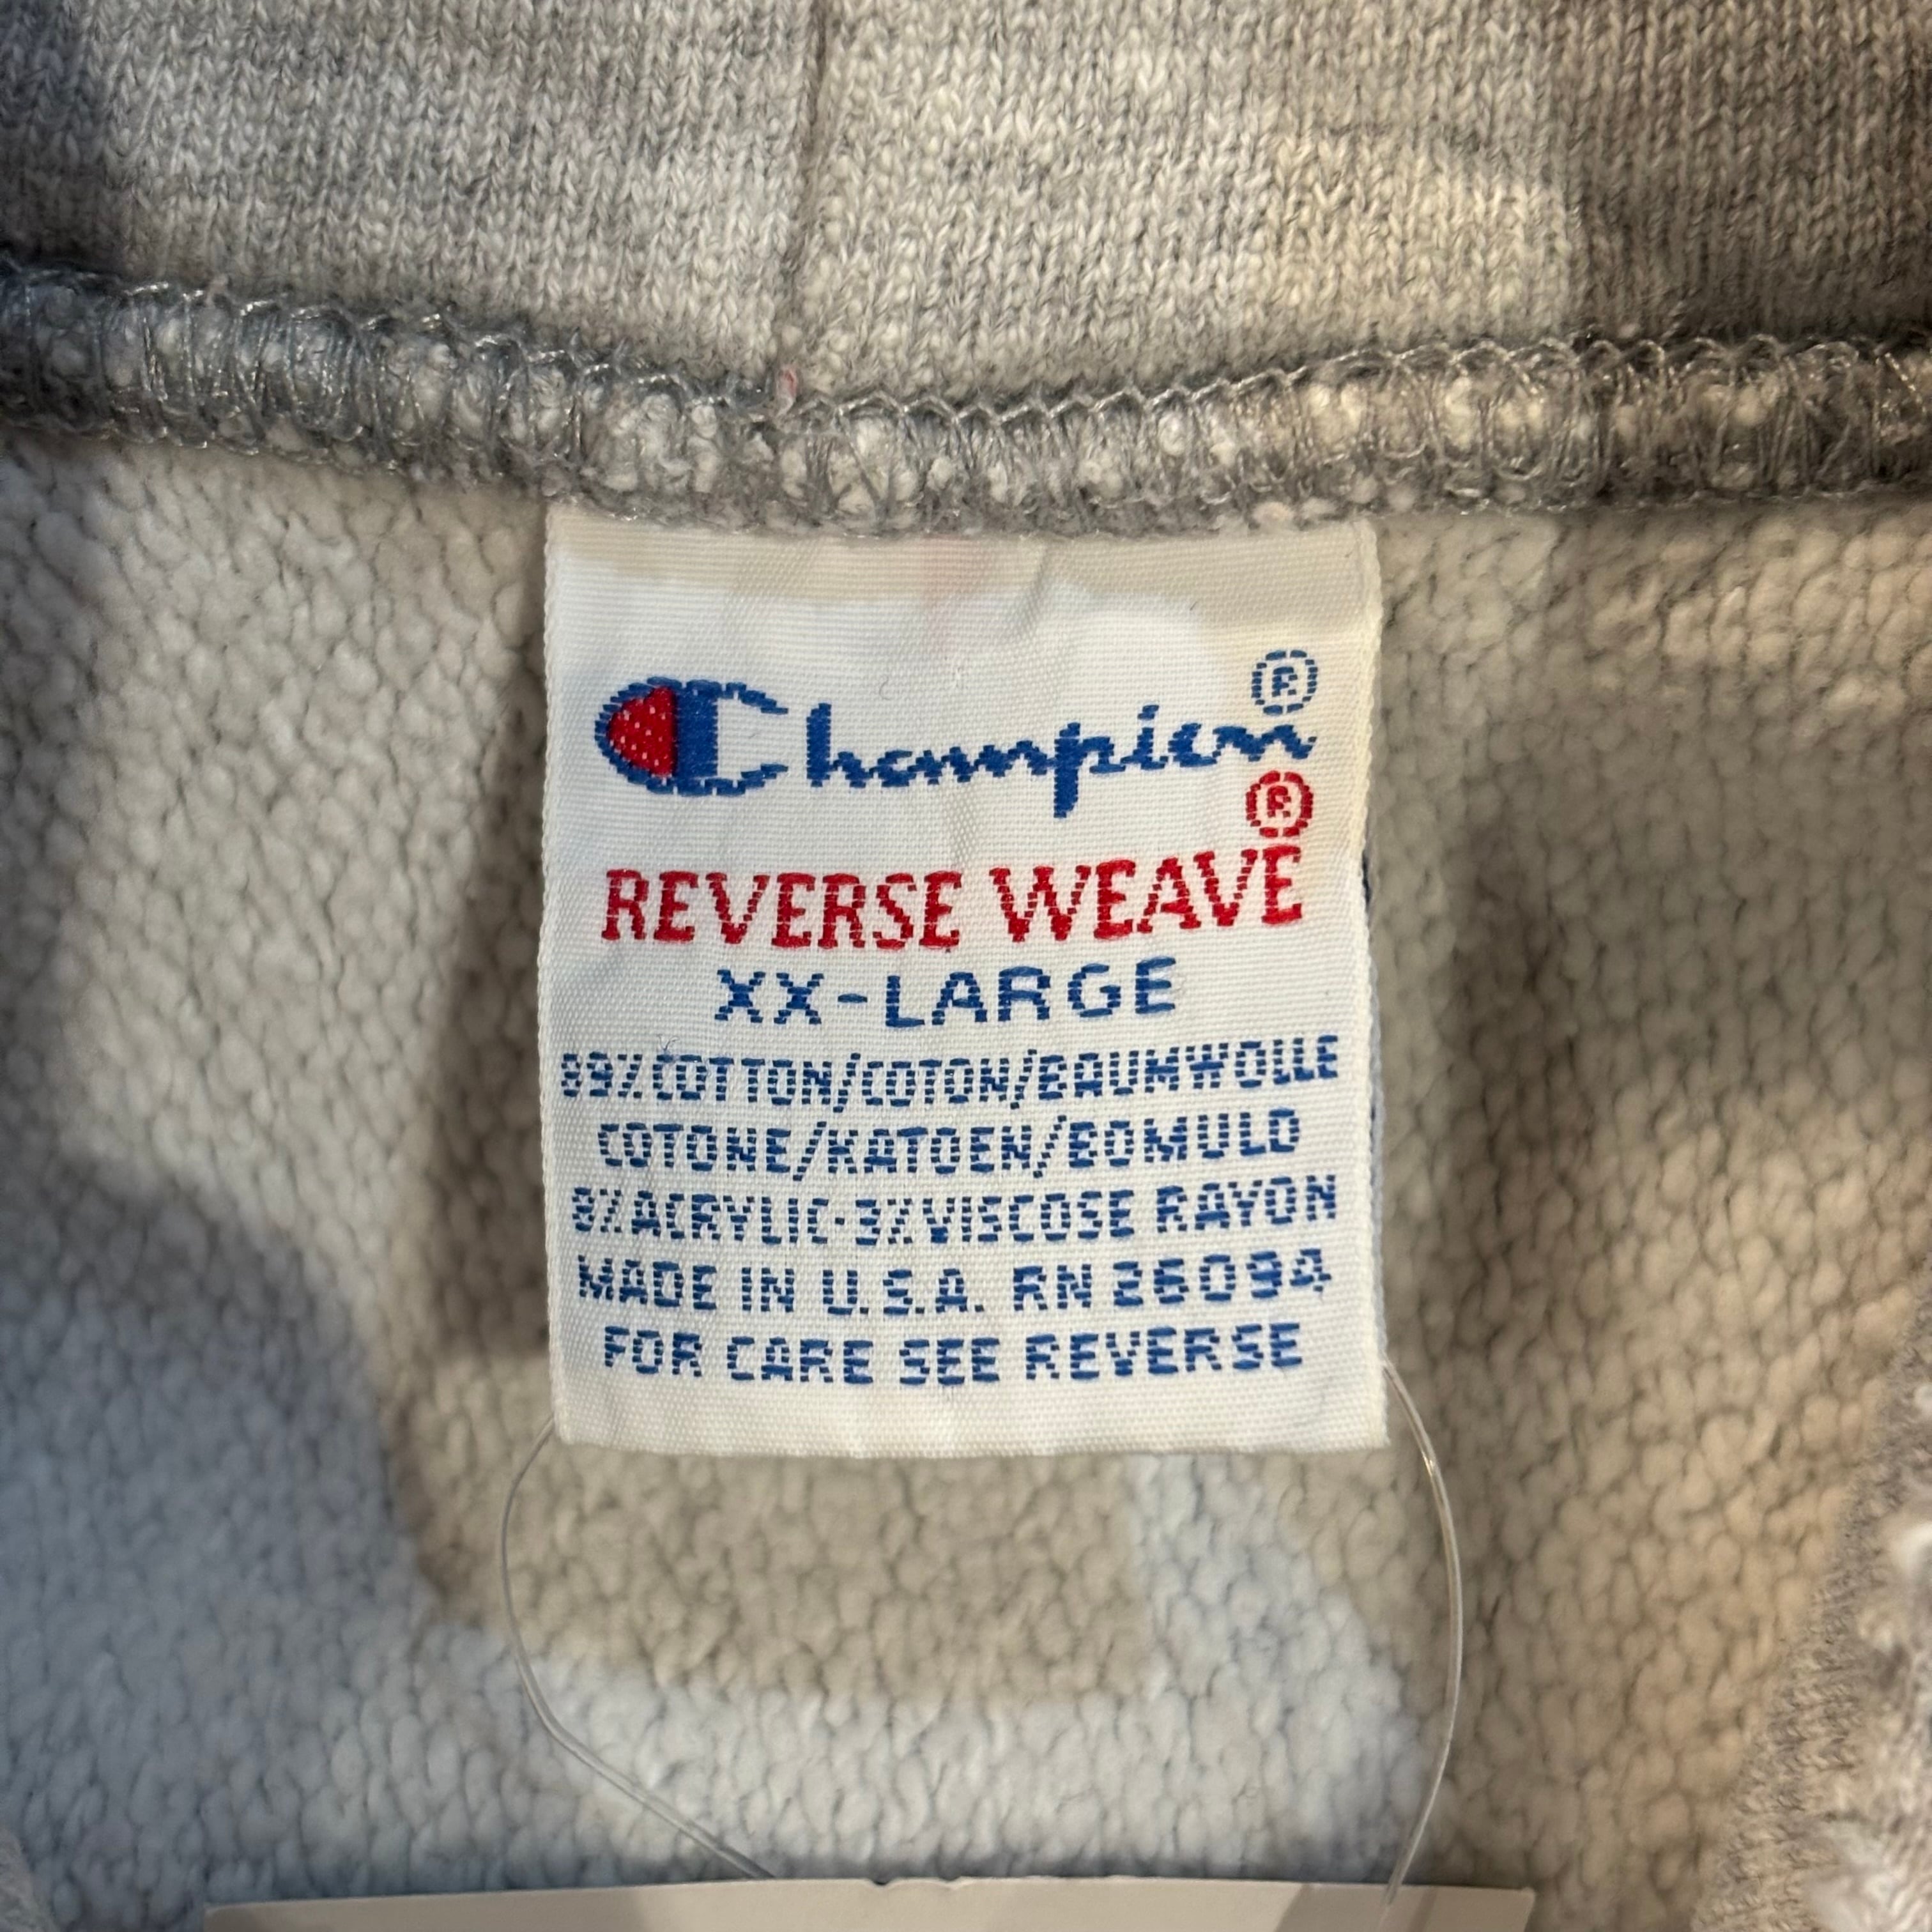 Champion®
REVERSE WEAVE®
XX-LARGE
89% COTTON/COTON/BAUMWOLLE
COTONE/KATOEN/BOMULD
8% ACRYLIC-3% VISCOSE RAYON
MADE IN U.S.A. RN 26094
FOR CARE SEE REVERSE